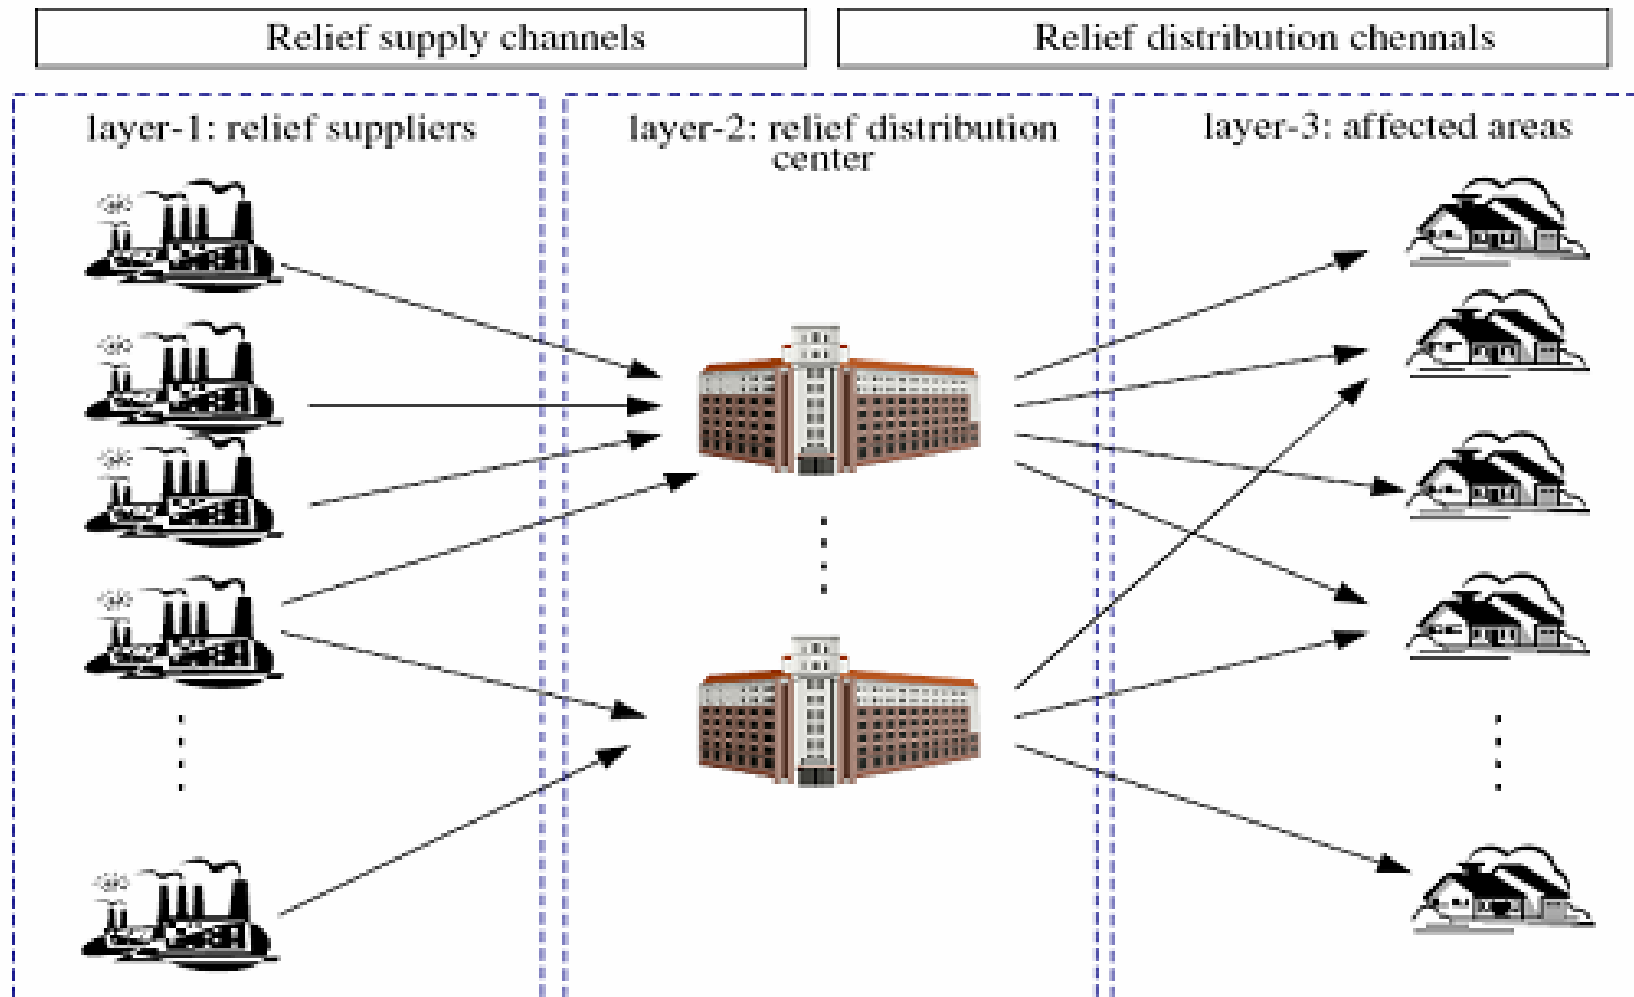 Relief supply channels
Relief distribution chennals
layer-1: relief suppliers
layer-2: relief distribution
center
layer-3: affected areas